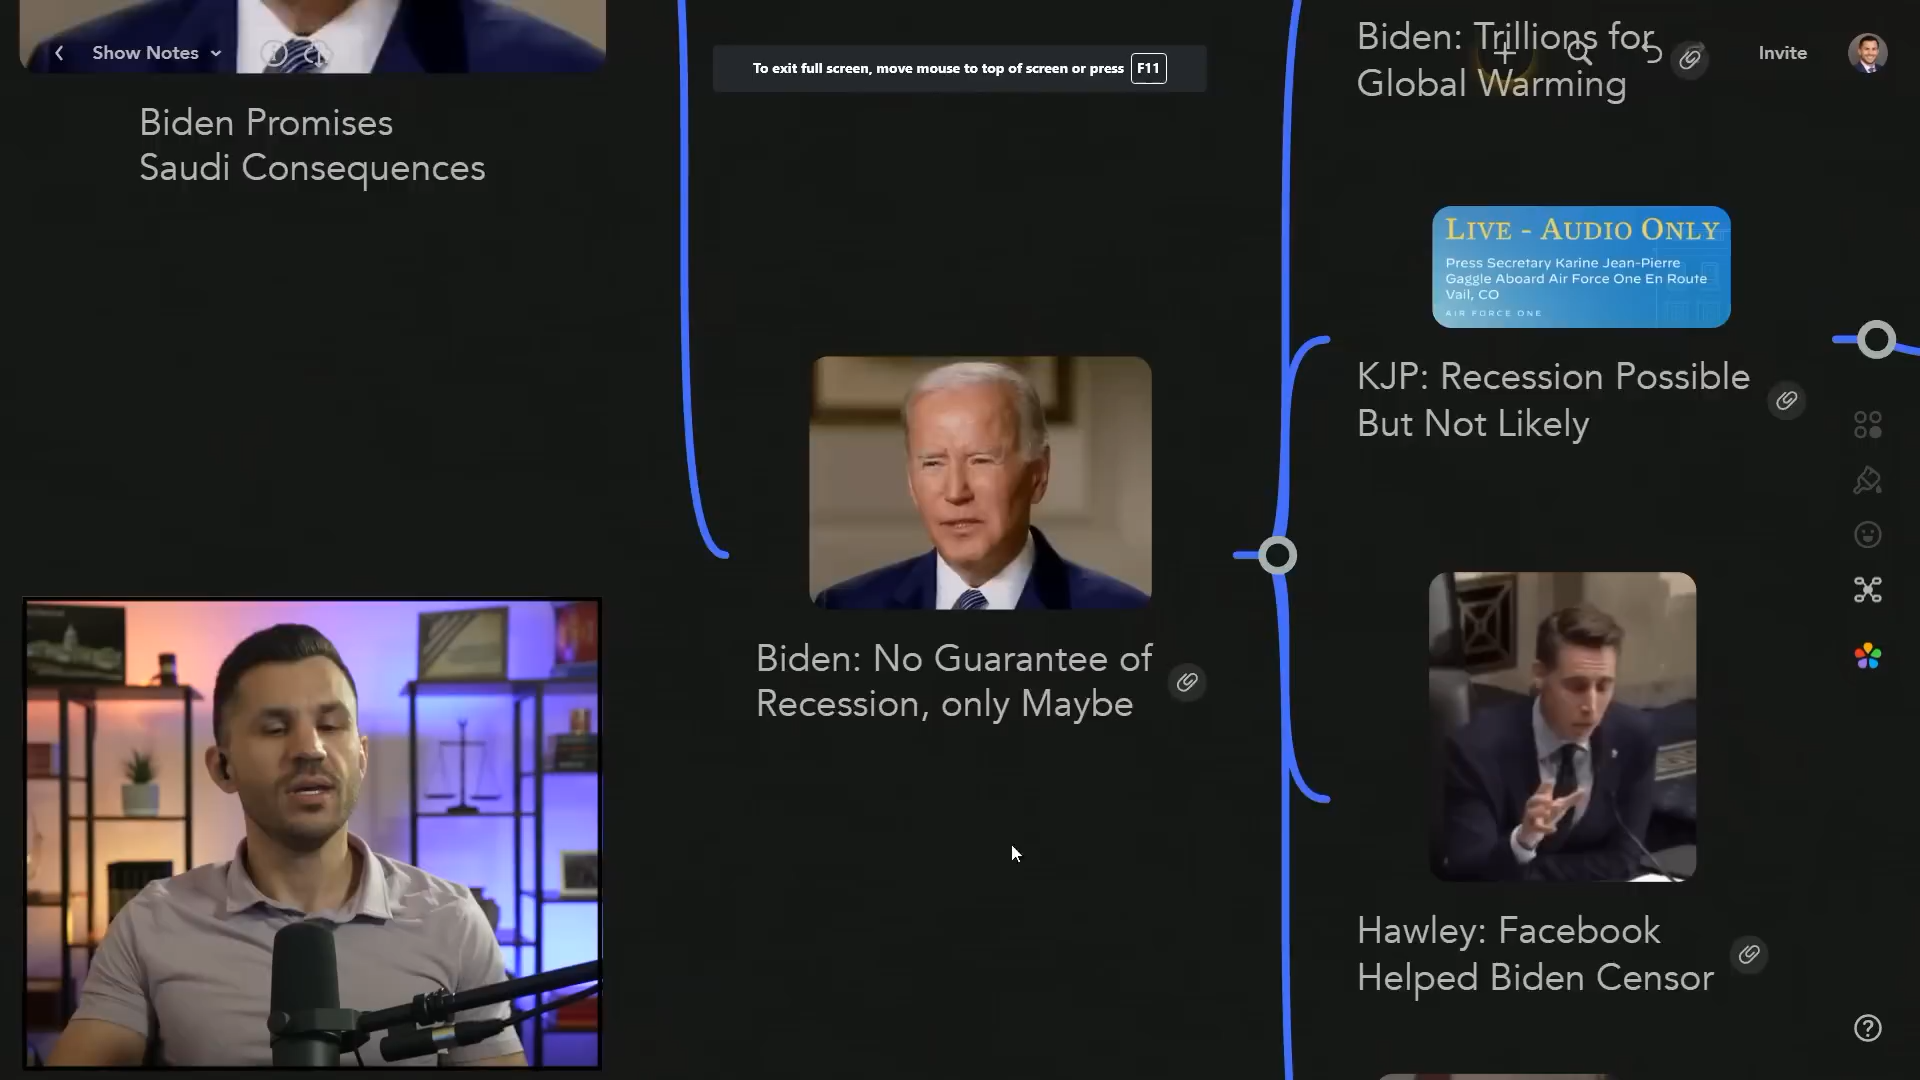 Show Notes
To exit full screen, move mouse to top of screen or press F11
Biden: Trillions for
Global Warming
Invite
Biden Promises
Saudi Consequences
LIVE - AUDIO ONLY
Press Secretary Karine Jean-Pierre
Gaggle Aboard Air Force One En Route
Vail, CO
AIR FORCE ONE
KJP: Recession Possible
But Not Likely
Biden: No Guarantee of
Recession, only Maybe
Hawley: Facebook
Helped Biden Censor